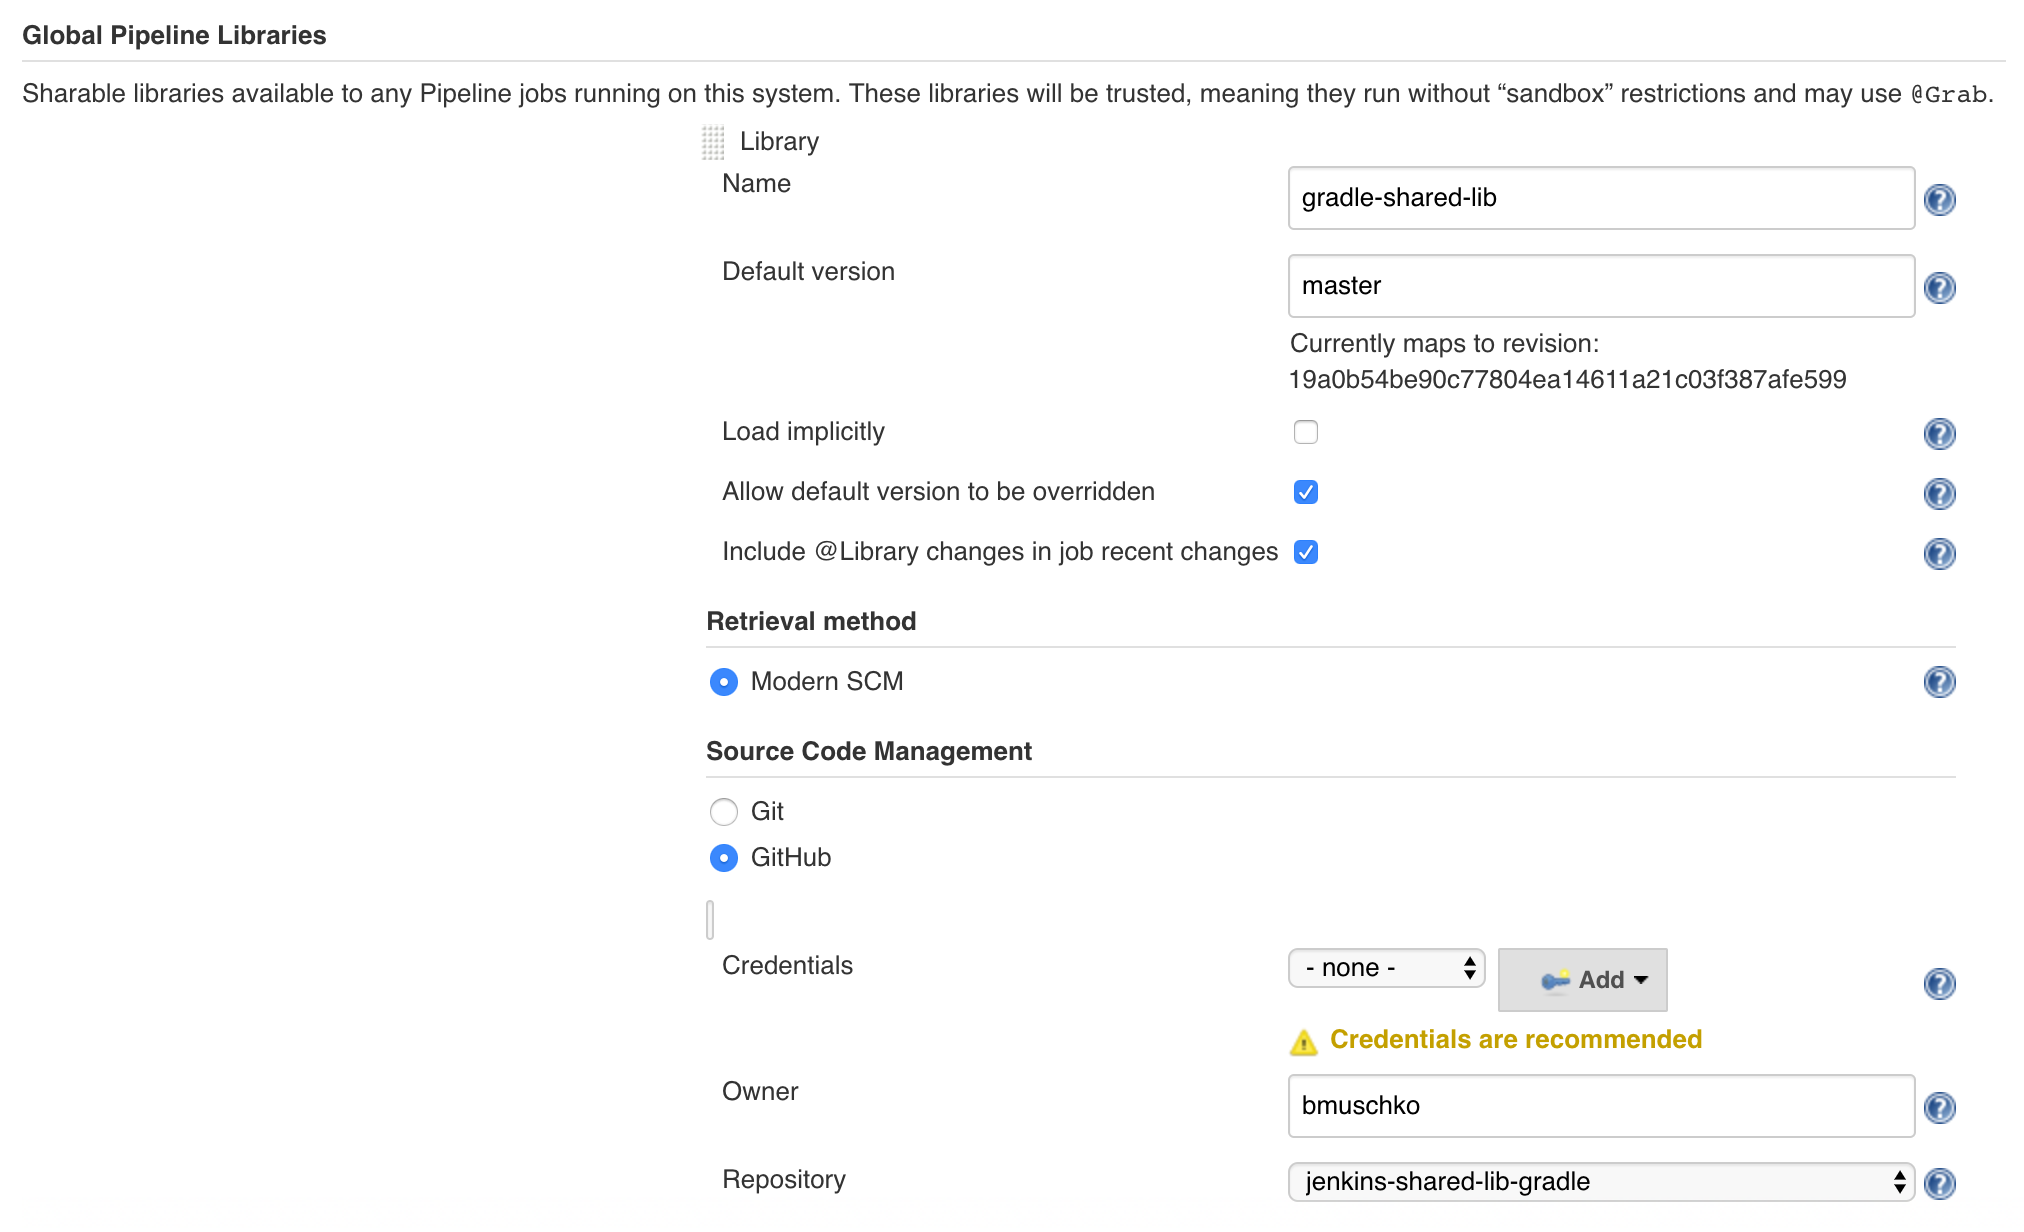 Global Pipeline Libraries
Sharable libraries available to any Pipeline jobs running on this system. These libraries will be trusted, meaning they run without “sandbox” restrictions and may use @Grab.
Library
Name
gradle-shared-lib
Default version
master
Currently maps to revision:
19a0b54be90c77804ea14611a21c03f387afe599
Load implicitly
Allow default version to be overridden
Include @Library changes in job recent changes
Retrieval method
Modern SCM
Source Code Management
Git
GitHub
Credentials
- none -
Add
Credentials are recommended
Owner
bmuschko
Repository
jenkins-shared-lib-gradle